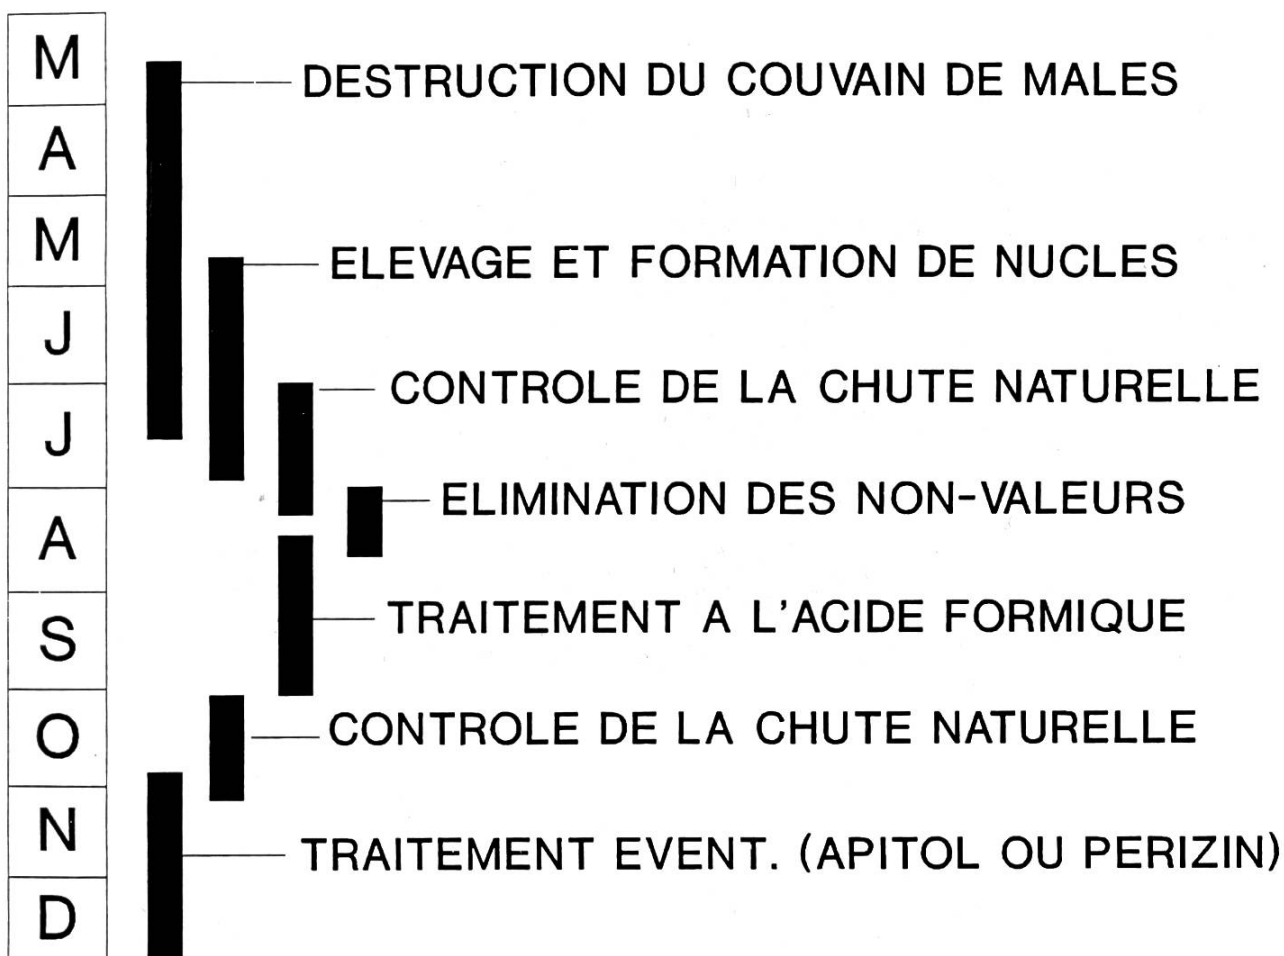 M
DESTRUCTION DU COUVAIN DE MALES
A
M
ELEVAGE ET FORMATION DE NUCLES
J
CONTROLE DE LA CHUTE NATURELLE
J
ELIMINATION DES NON-VALEURS
A
TRAITEMENT A L'ACIDE FORMIQUE
S
CONTROLE DE LA CHUTE NATURELLE
O
N
TRAITEMENT EVENT. (APITOL OU PERIZIN)
D